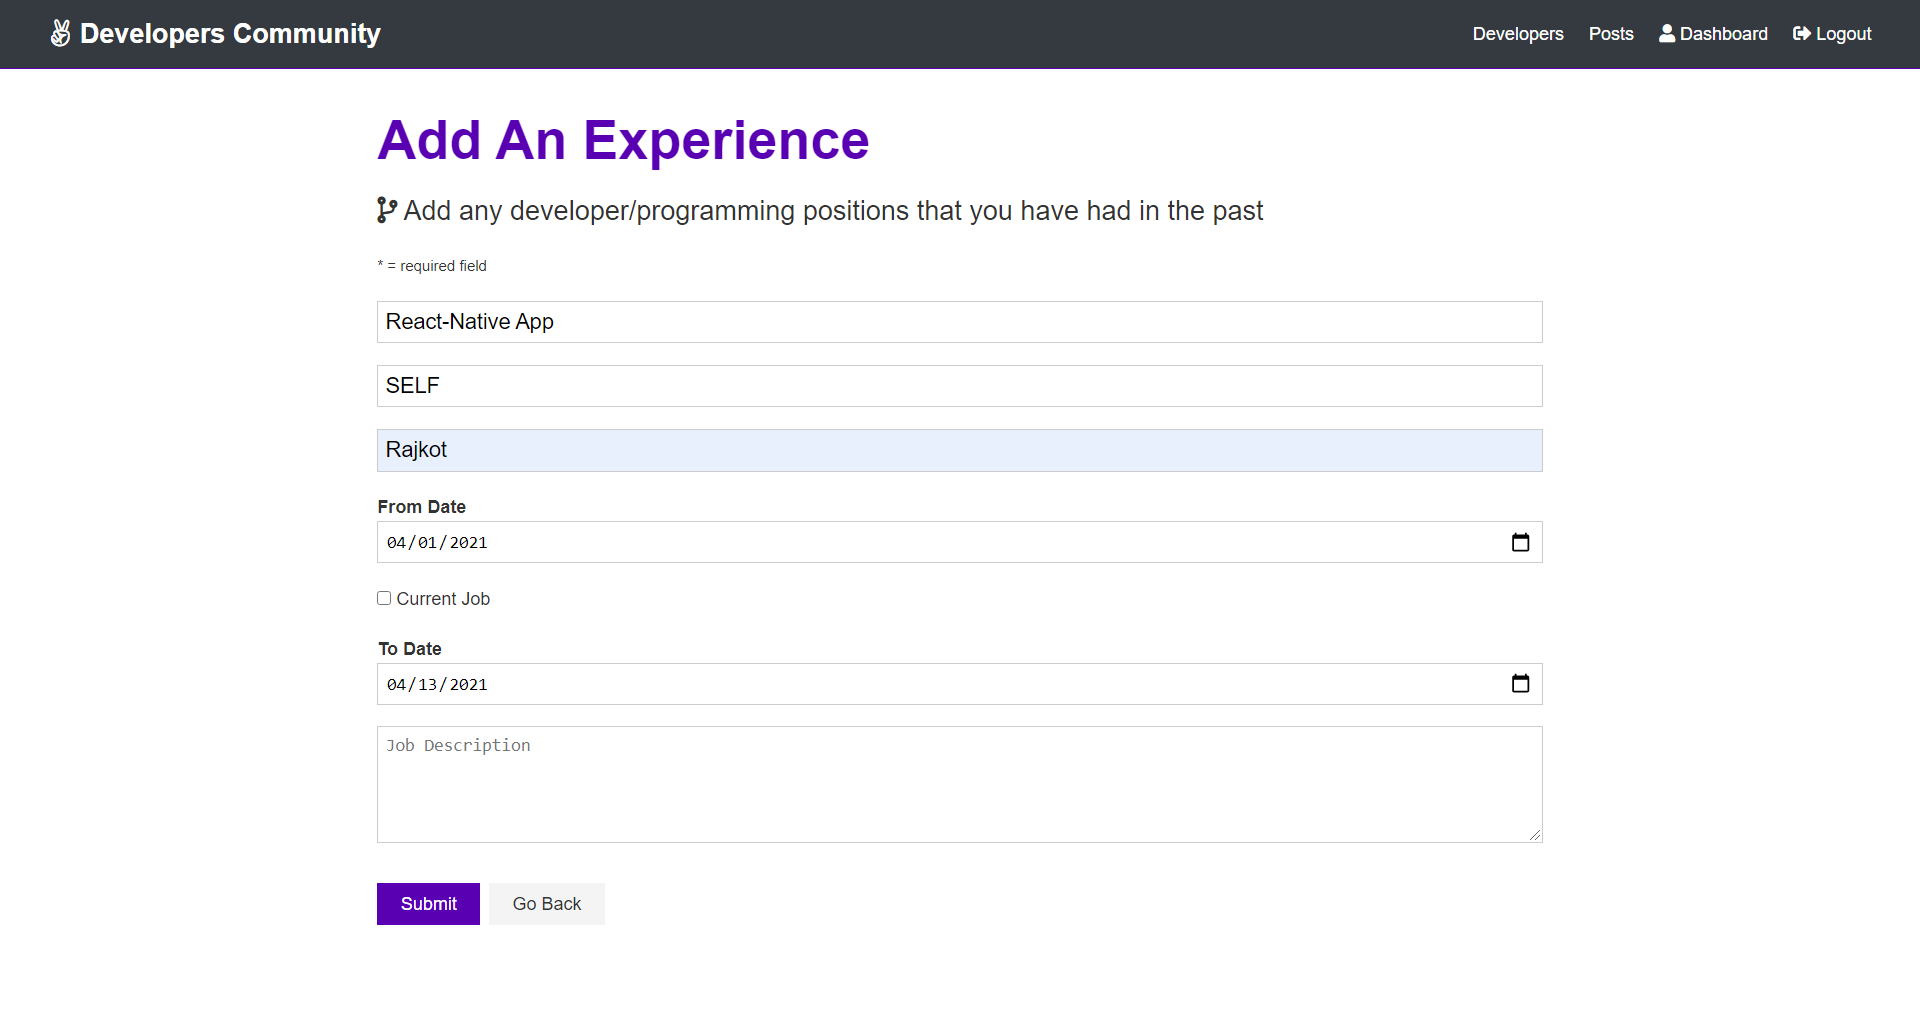 Developers Community
Developers Posts Dashboard Logout
Add An Experience
Add any developer/programming positions that you have had in the past
* = required field
React-Native App
SELF
Rajkot
From Date
04/01/2021
Current Job
To Date
04/13/2021
Job Description
Submit Go Back